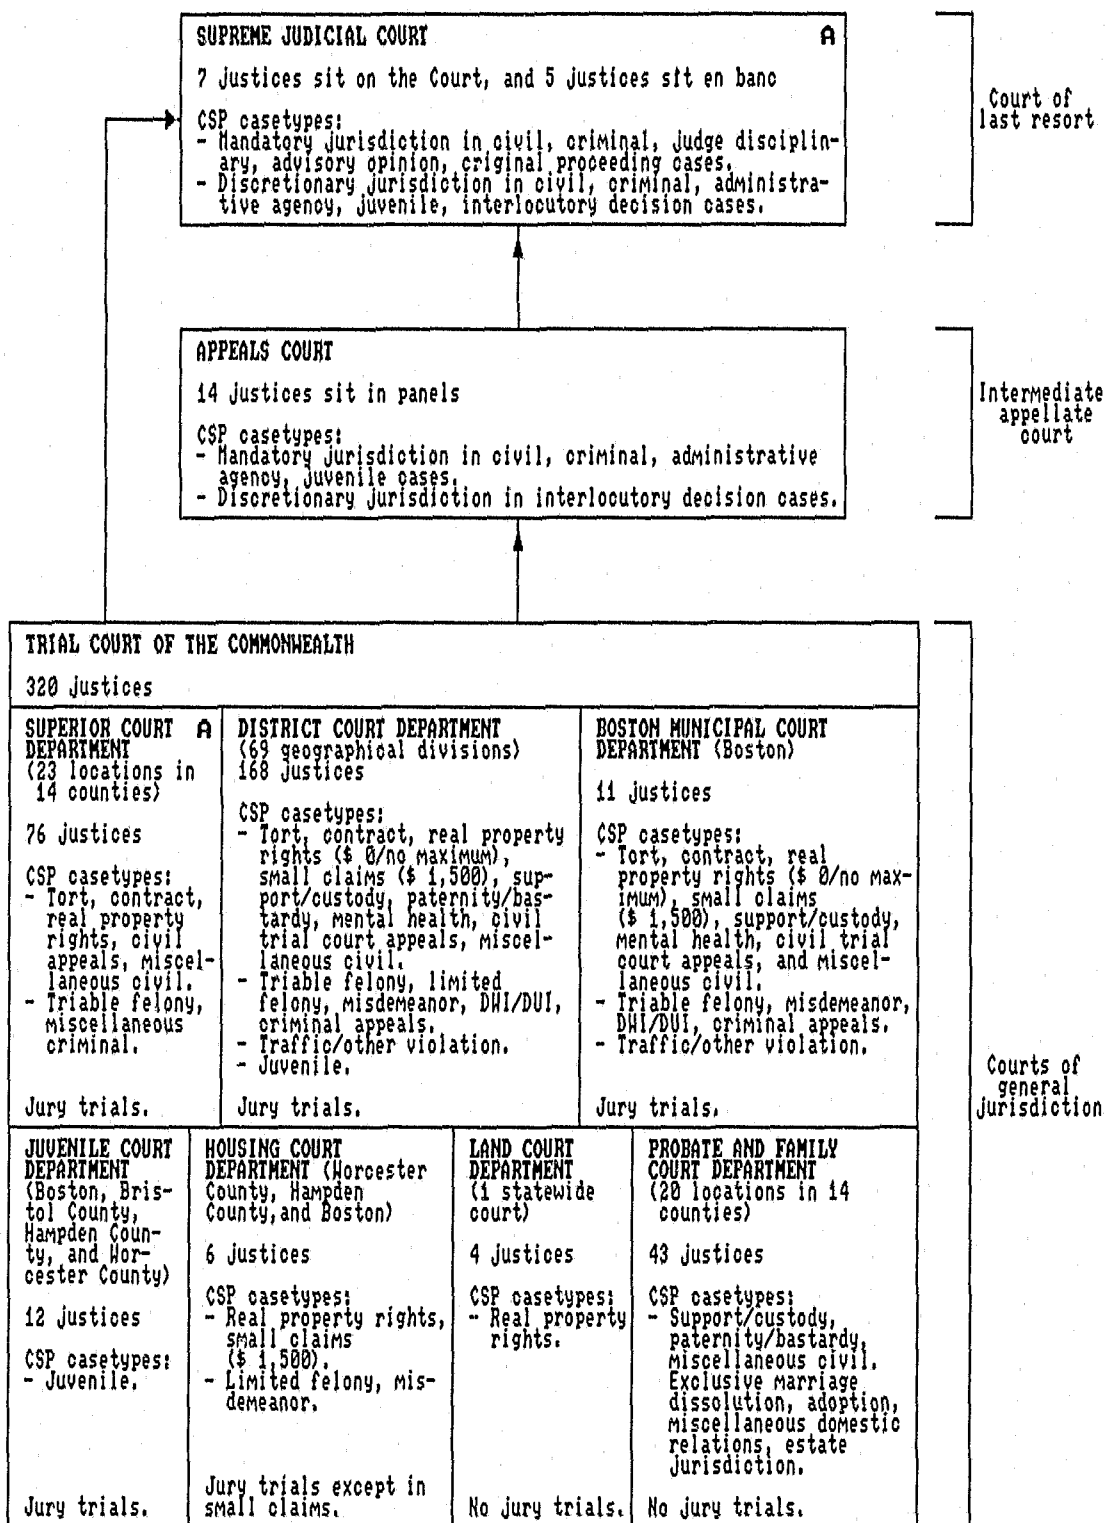 SUPREME JUDICIAL COURT A
7 justices sit on the Court, and 5 justices sit en banc
CSP casetypes:
- Mandatory jurisdiction in civil, criminal, judge disciplin-
ary, advisory opinion, criginal proceeding cases.
- Discretionary jurisdiction in civil, criminal, administra-
tive agency, juvenile, interlocutory decision cases.
Court of
last resort
APPEALS COURT
14 justices sit in panels
CSP casetypes:
- Mandatory jurisdiction in civil, criminal, administrative
agency, juvenile cases.
- Discretionary jurisdiction in interlocutory decision cases.
Intermediate
appellate
court
TRIAL COURT OF THE COMMONWEALTH
320 justices
SUPERIOR COURT A
DEPARTMENT
(23 locations in
14 counties)
76 justices
CSP casetypes:
- Tort, contract,
real property
rights, civil
appeals, miscel-
laneous civil.
- Triable felony,
miscellaneous
criminal.
Jury trials.
DISTRICT COURT DEPARTMENT
(69 geographical divisions)
168 justices
CSP casetypes:
- Tort, contract, real property
rights ($ 0/no maximum),
small claims ($ 1,500), sup-
port/custody, paternity/bas-
tardy, mental health, civil
trial court appeals, miscel-
laneous civil.
- Triable felony, limited
felony, misdemeanor, DWI/DUI,
criminal appeals.
- Traffic/other violation.
- Juvenile.
Jury trials.
BOSTON MUNICIPAL COURT
DEPARTMENT (Boston)
11 justices
CSP casetypes:
- Tort, contract, real
property rights ($ 0/no max-
imum), small claims
($ 1,500), support/custody,
mental health, civil trial
court appeals, and miscel-
laneous civil.
- Triable felony, misdemeanor,
DWI/DUI, criminal appeals.
- Traffic/other violation.
Jury trials.
Courts of
general
jurisdiction
JUVENILE COURT
DEPARTMENT
(Boston, Bris-
tol County,
Hampden Coun-
ty, and Wor-
cester County)
12 justices
CSP casetypes:
- Juvenile.
Jury trials.
HOUSING COURT
DEPARTMENT (Worcester
County, Hampden
County, and Boston)
6 justices
CSP casetypes:
- Real property rights,
small claims
($ 1,500).
- Limited felony, mis-
demeanor.
Jury trials except in
small claims.
LAND COURT
DEPARTMENT
(1 statewide
court)
4 justices
CSP casetypes:
- Real property
rights.
No jury trials.
PROBATE AND FAMILY
COURT DEPARTMENT
(20 locations in 14
counties)
43 justices
CSP casetypes:
- Support/custody,
paternity/bastardy,
miscellaneous civil.
Exclusive marriage
dissolution, adoption,
miscellaneous domestic
relations, estate
jurisdiction.
No jury trials.